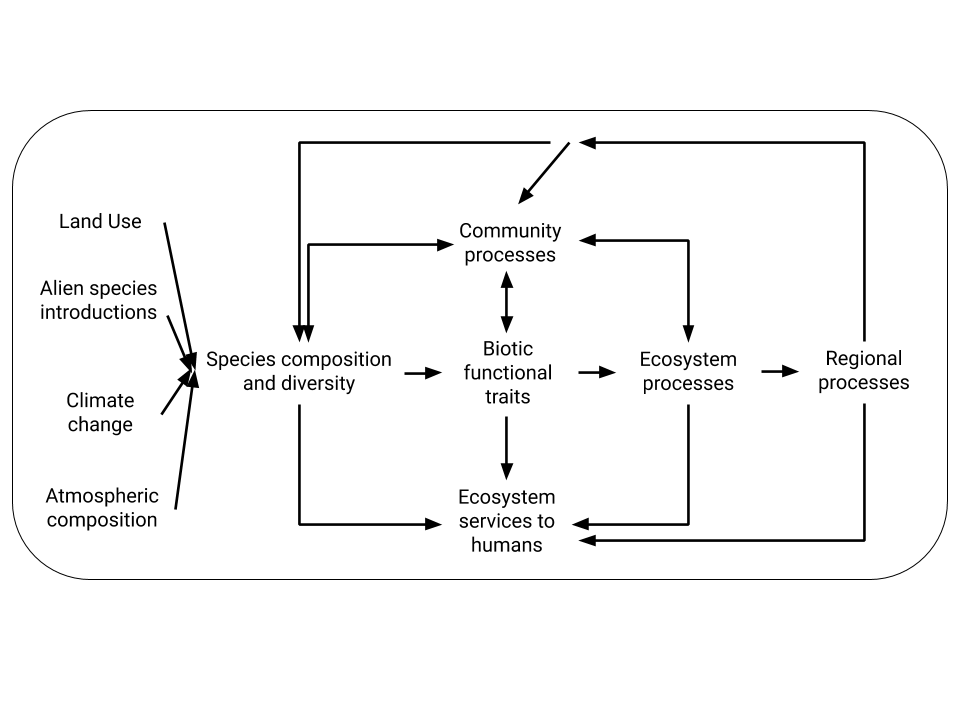 Land Use
Alien species
introductions
Climate
change
Atmospheric
composition
Species composition
and diversity
Community
processes
Biotic
functional
traits
Ecosystem
services to
humans
Ecosystem
processes
Regional
processes